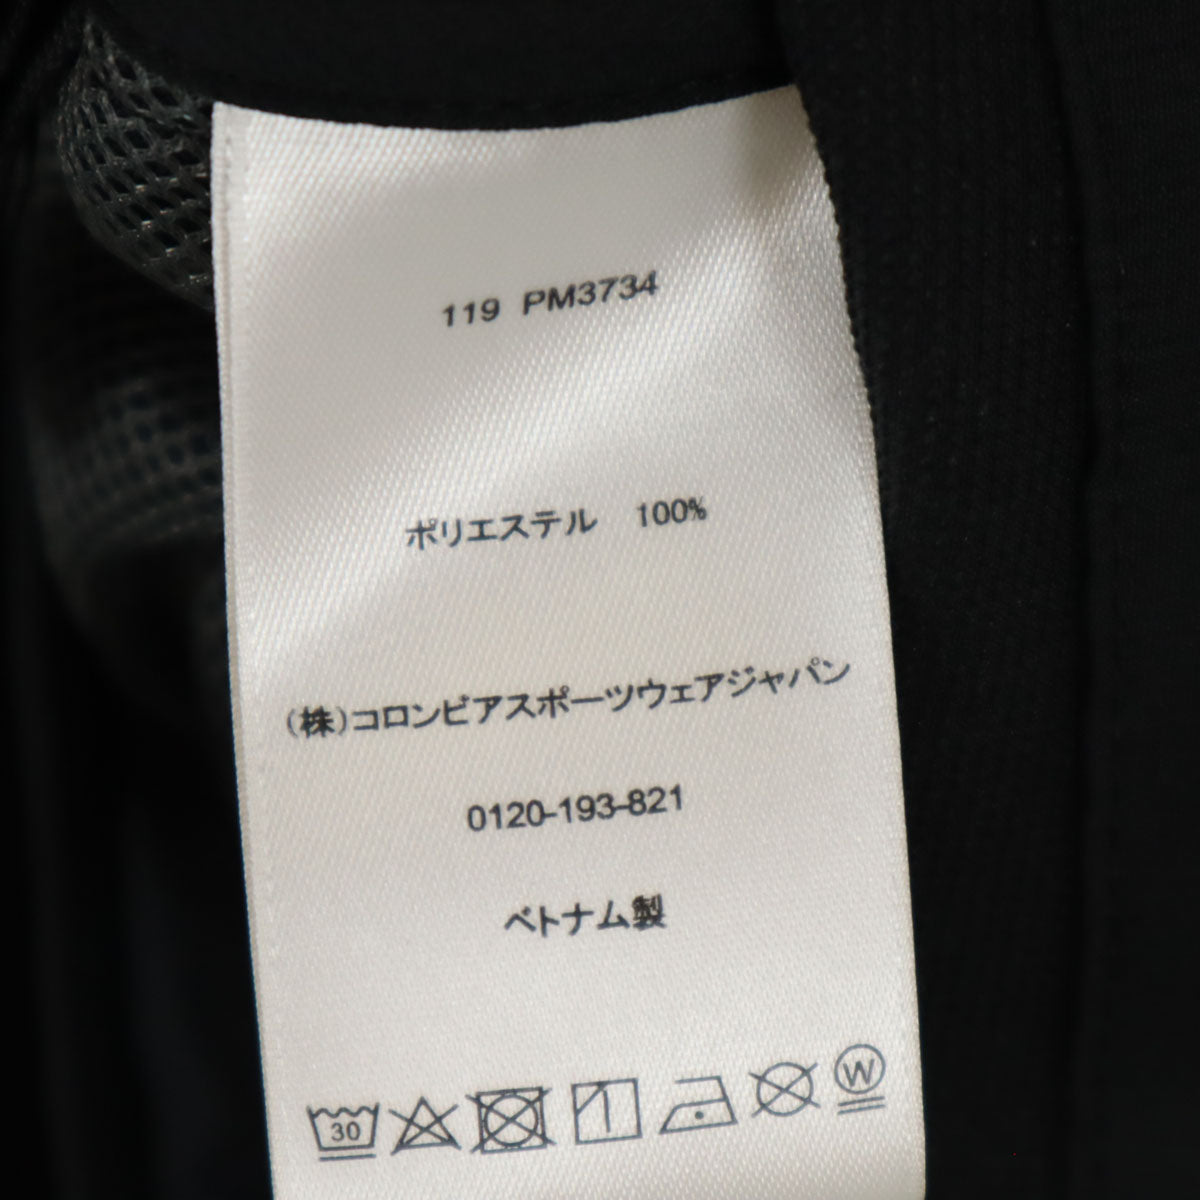 119 PM3734
ポリエステル 100%
(株)コロンビアスポーツウェアジャパン
0120-193-821
ベトナム製
30
W